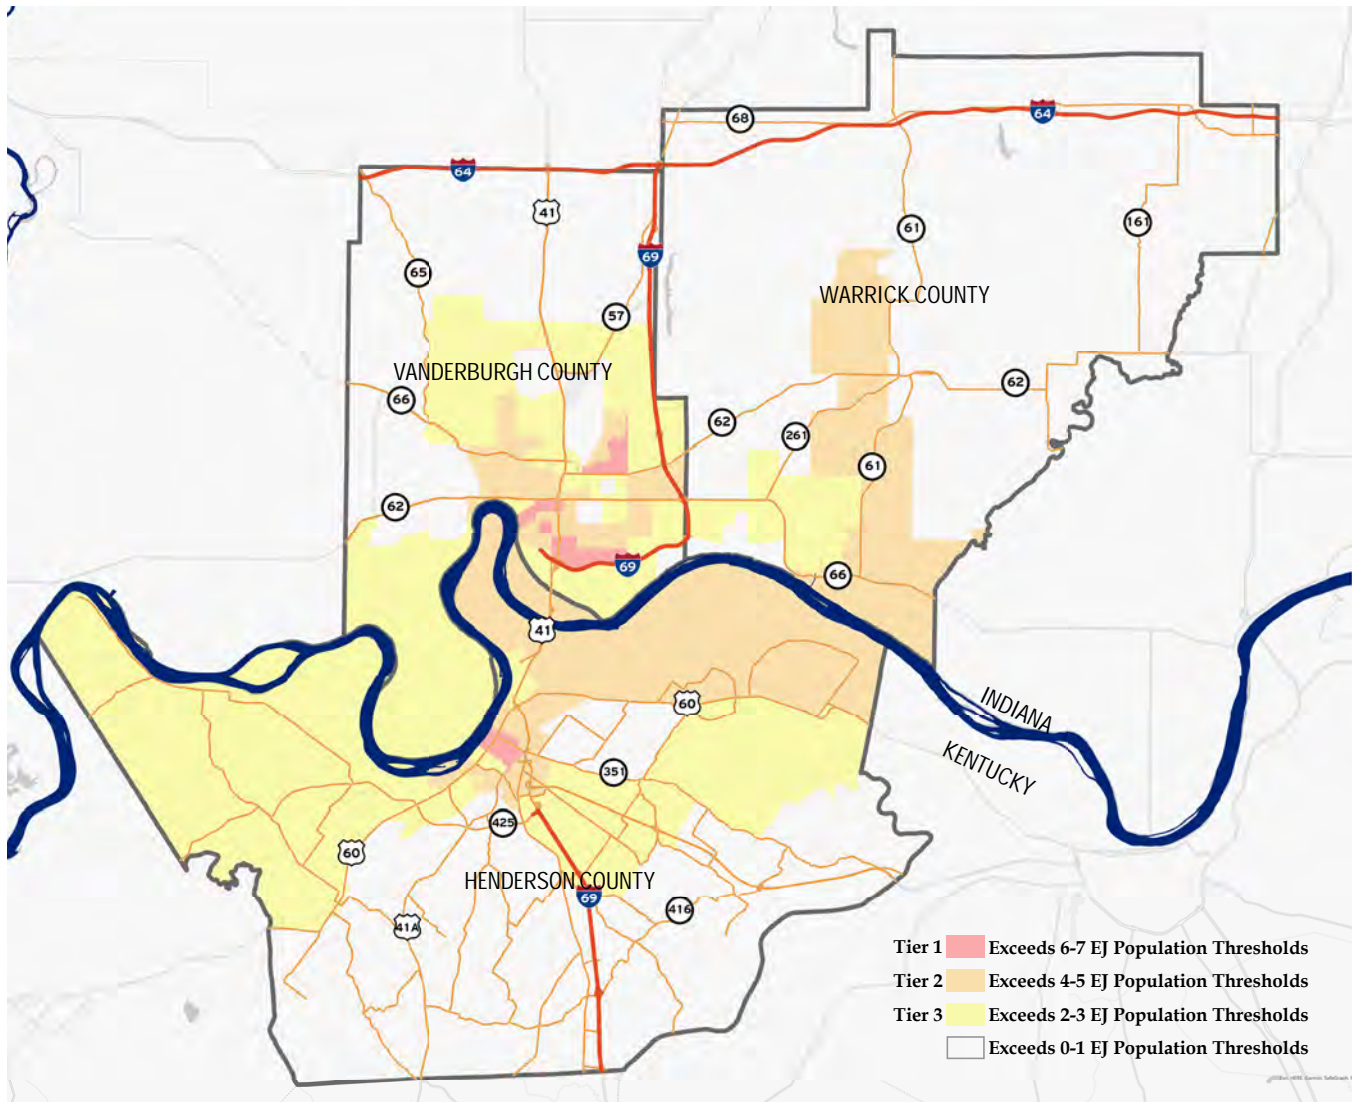 68
64
64
41
61
161
69
65
WARRICK COUNTY
57
VANDERBURGH COUNTY
62
66
62
261
61
62
69
66
41
INDIANA
60
KENTUCKY
351
425
60
HENDERSON COUNTY
69
416
41A
Tier 1 Exceeds 6-7 EJ Population Thresholds
Tier 2 Exceeds 4-5 EJ Population Thresholds
Tier 3 Exceeds 2-3 EJ Population Thresholds
Exceeds 0-1 EJ Population Thresholds